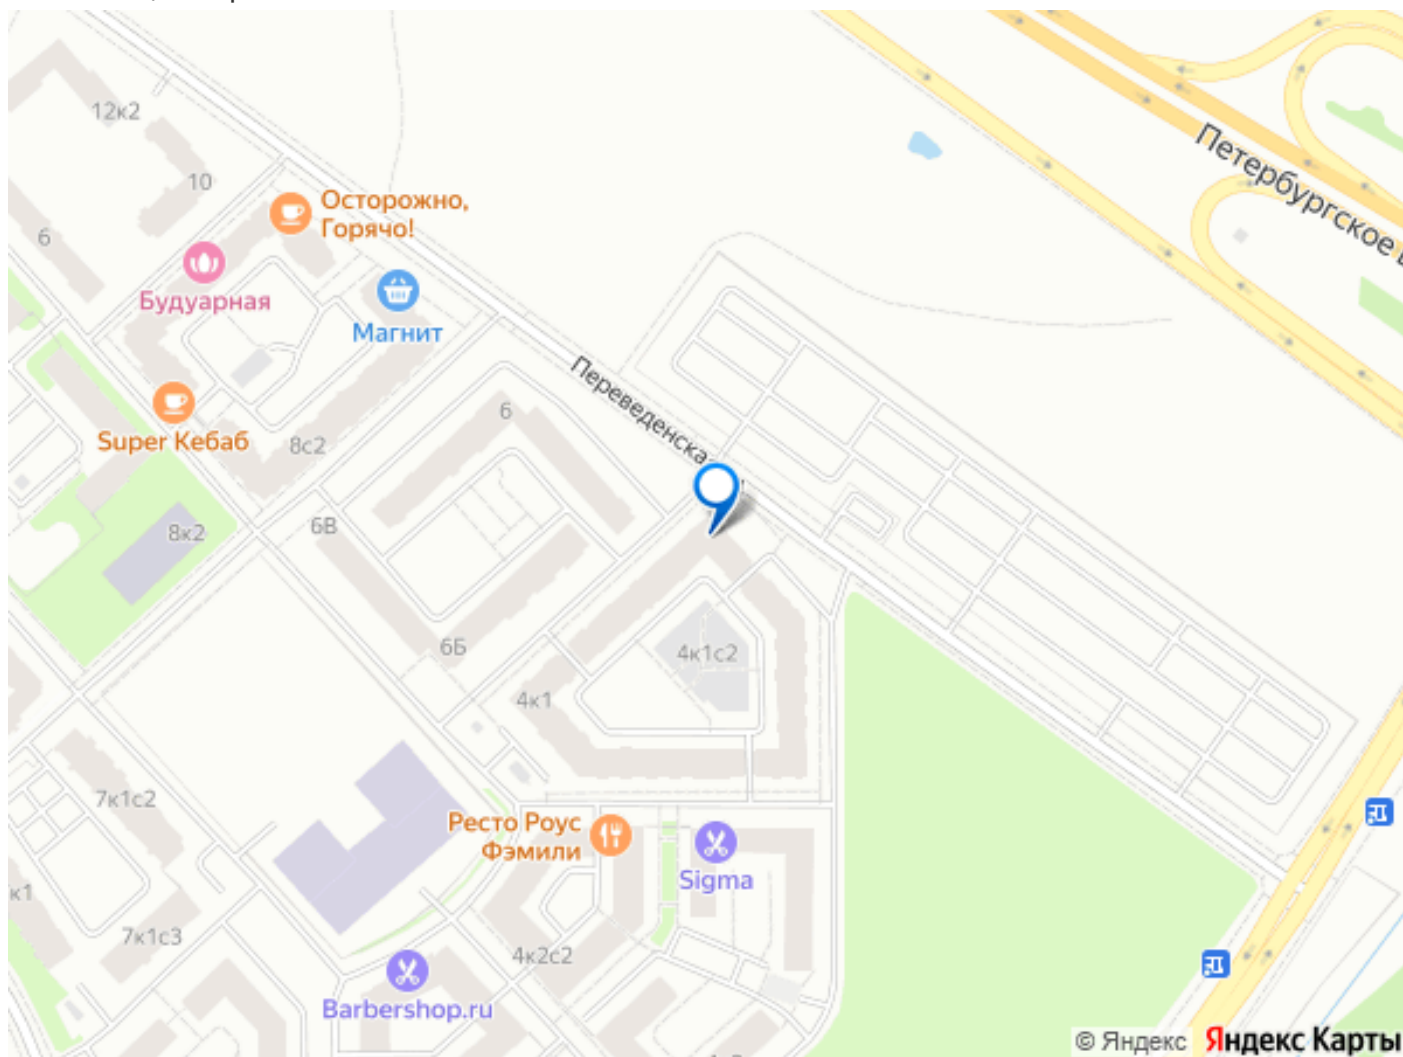 12к2
10
Осторожно,
Горячо!
6
Будуарная
Магнит
Петербургское
Переведенска
Super Кебаб
8с2
6
6В
8к2
6Б
4к1с2
4к1
7к1с2
Ресто Роус
Фэмили
Sigma
к1
7к1с3
4к2с2
Barbershop.ru
© Яндекс Яндекс Карты